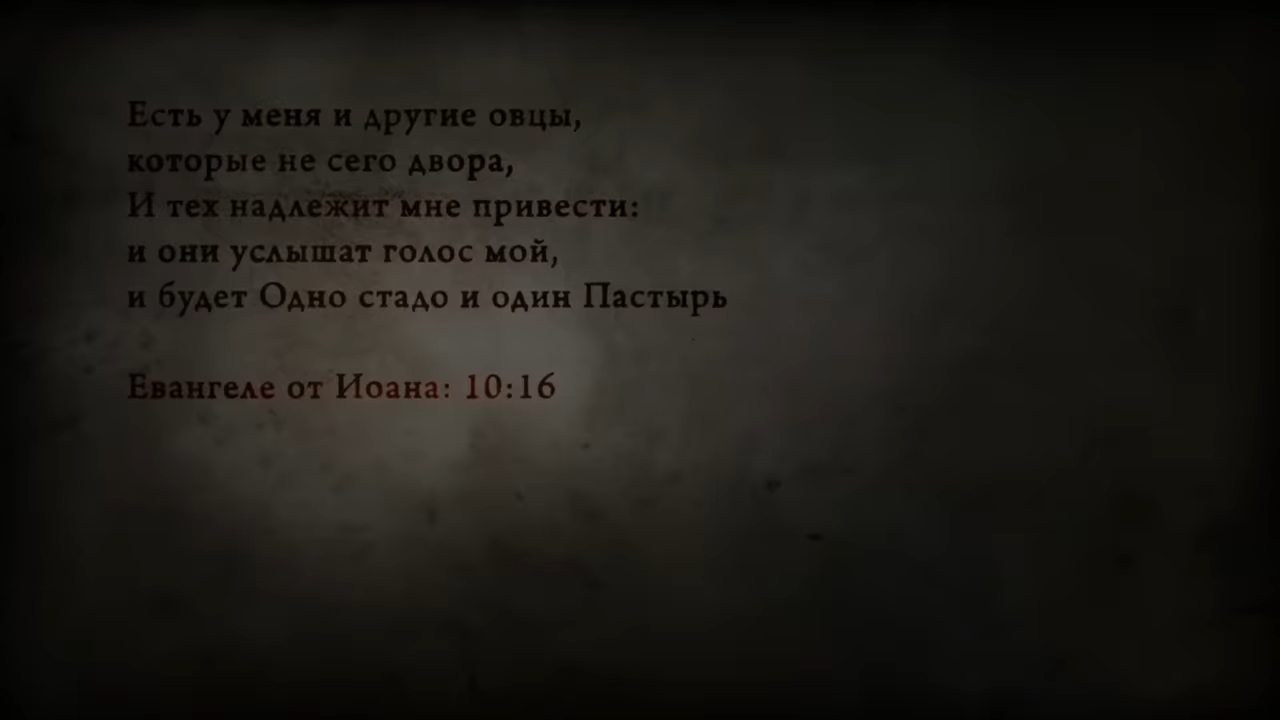 Есть у меня и другие овцы,
которые не сего двора,
И тех надлежит мне привести:
и они услышат голос мой,
и будет Одно стадо и один Пастырь
Евангеле от Иоана: 10:16